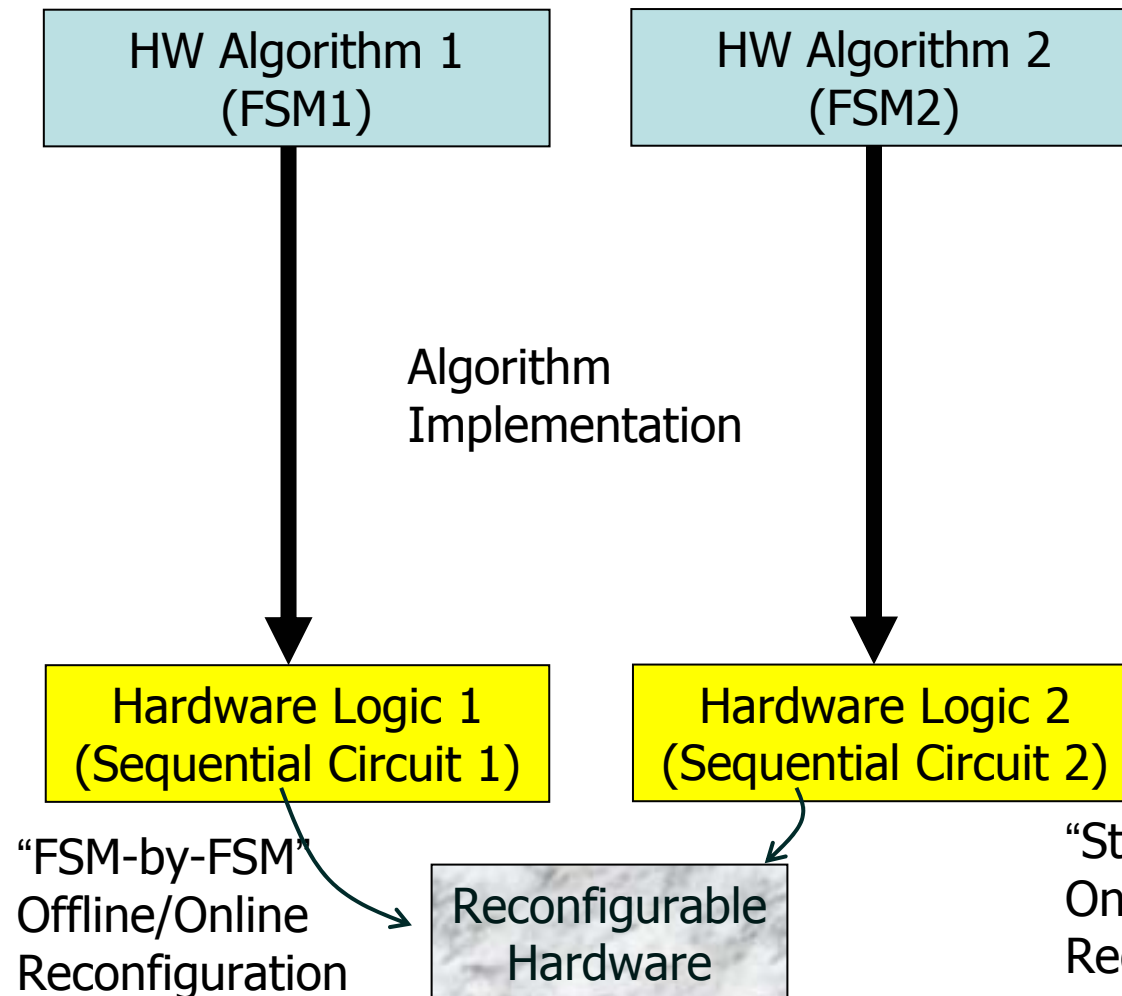 HW Algorithm 1
(FSM1)
HW Algorithm 2
(FSM2)
Algorithm
Implementation
Hardware Logic 1
(Sequential Circuit 1)
Hardware Logic 2
(Sequential Circuit 2)
“FSM-by-FSM”
Offline/Online
Reconfiguration
Reconfigurable
Hardware